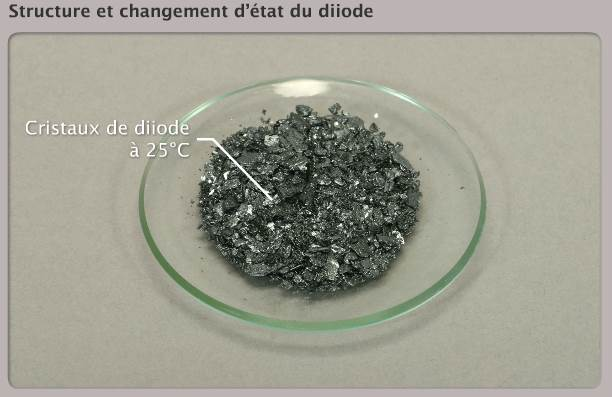 Structure et changement d'état du diiode
Cristaux de diiode
à 25°C